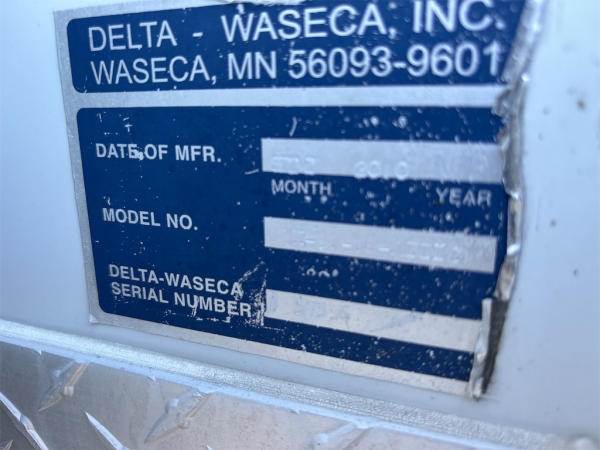 DELTA - WASECA, INC.
WASECA, MN 56093-9601
DATE OF MFR.
MONTH YEAR
MODEL NO.
DELTA-WASECA
SERIAL NUMBER